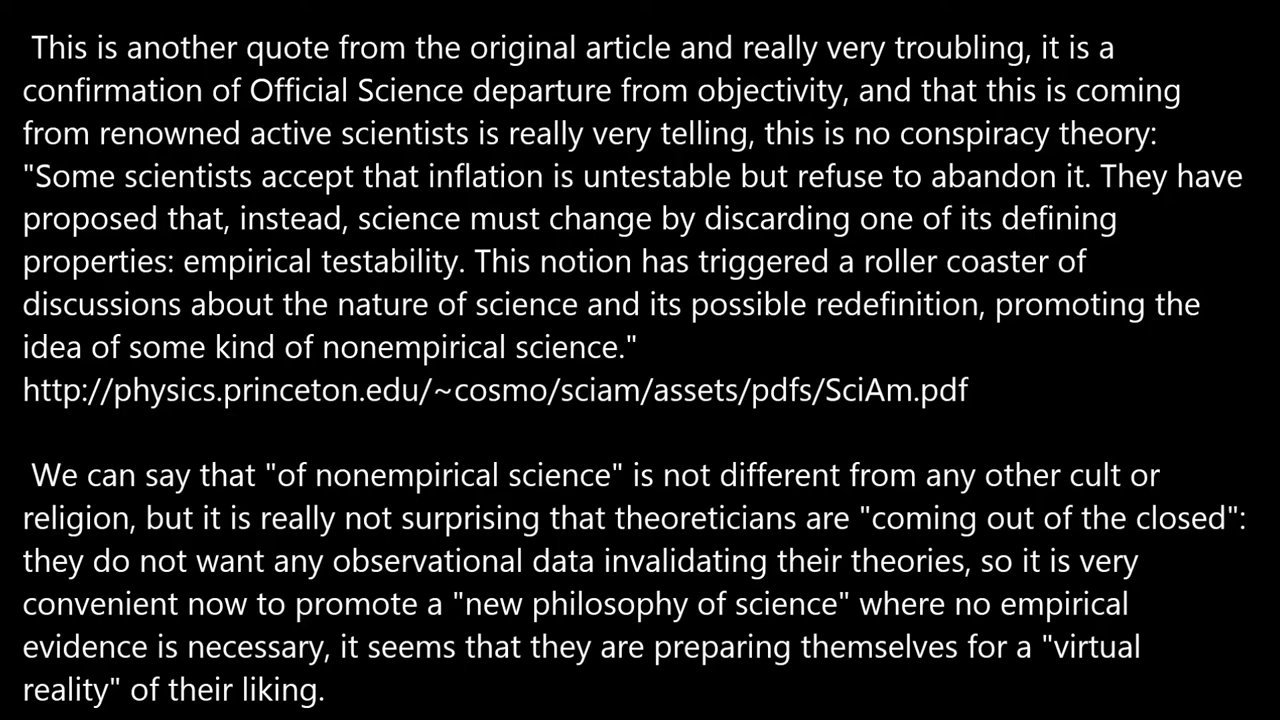 This is another quote from the original article and really very troubling, it is a
confirmation of Official Science departure from objectivity, and that this is coming
from renowned active scientists is really very telling, this is no conspiracy theory:
"Some scientists accept that inflation is untestable but refuse to abandon it. They have
proposed that, instead, science must change by discarding one of its defining
properties: empirical testability. This notion has triggered a roller coaster of
discussions about the nature of science and its possible redefinition, promoting the
idea of some kind of nonempirical science."
http://physics.princeton.edu/~cosmo/sciam/assets/pdfs/SciAm.pdf
We can say that "of nonempirical science" is not different from any other cult or
religion, but it is really not surprising that theoreticians are "coming out of the closed":
they do not want any observational data invalidating their theories, so it is very
convenient now to promote a "new philosophy of science" where no empirical
evidence is necessary, it seems that they are preparing themselves for a "virtual
reality" of their liking.